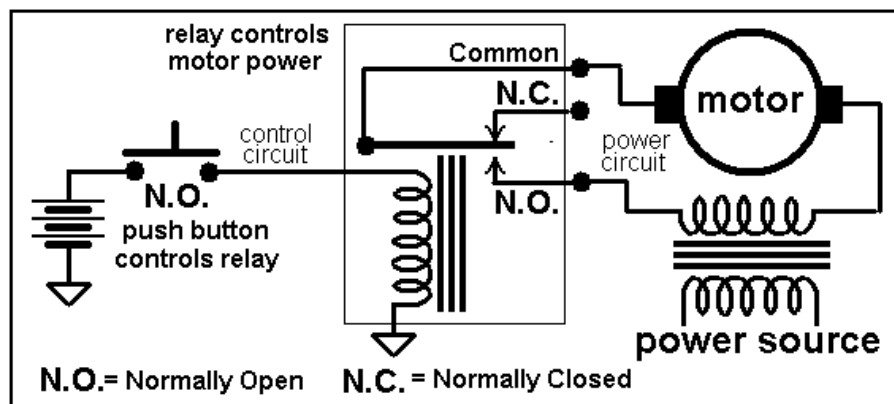 relay controls
motor power
Common
N.C.
motor
control
circuit
power
circuit
N.O.
N.O.
push button
controls relay
power source
N.O.= Normally Open
N.C. = Normally Closed